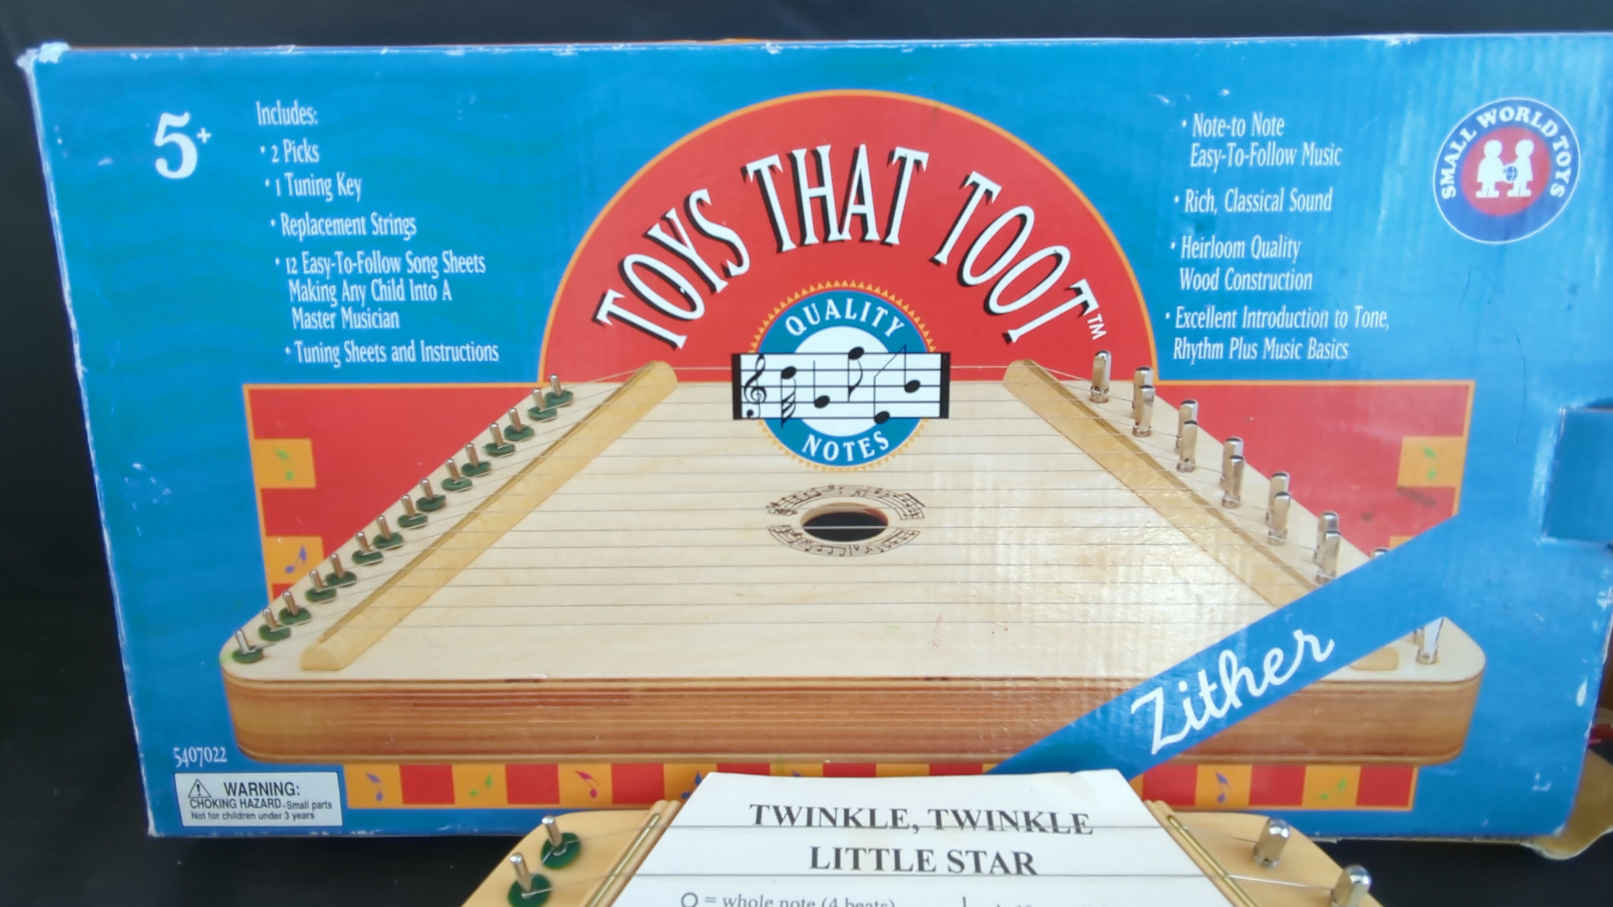 5+
Includes:
• 2 Picks
• 1 Tuning Key
• Replacement Strings
• 12 Easy-To-Follow Song Sheets
Making Any Child Into A
Master Musician
• Tuning Sheets and Instructions
TOYS THAT TOOT™
QUALITY
NOTES
• Note-to Note
Easy-To-Follow Music
• Rich, Classical Sound
• Heirloom Quality
Wood Construction
• Excellent Introduction to Tone,
Rhythm Plus Music Basics
SMALL WORLD TOYS
Zither
5407022
WARNING:
CHOKING HAZARD-Small parts
Not for children under 3 years
TWINKLE, TWINKLE
LITTLE STAR
= whole note (4 beats)